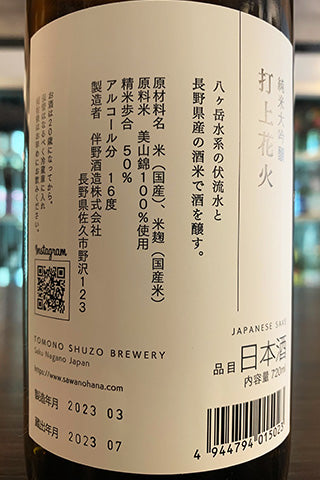 純米大吟醸
打上花火
八ヶ岳水系の伏流水と
長野県産の酒米で酒を醸す。
原材料名 米(国産)、米麹(国産米)
原料米 美山錦100%使用
精米歩合 50%
アルコール分 16度
製造者 伴野酒造株式会社
長野県佐久市野沢123
お酒は20歳になってから。
Instagram
TOMONO SHUZO BREWERY
Saku Nagano Japan
https://www.sawanohana.com
製造年月 2023 03
蔵出年月 2023 07
JAPANESE SAKE
品目 日本酒
内容量 720ml
4 944794 015023